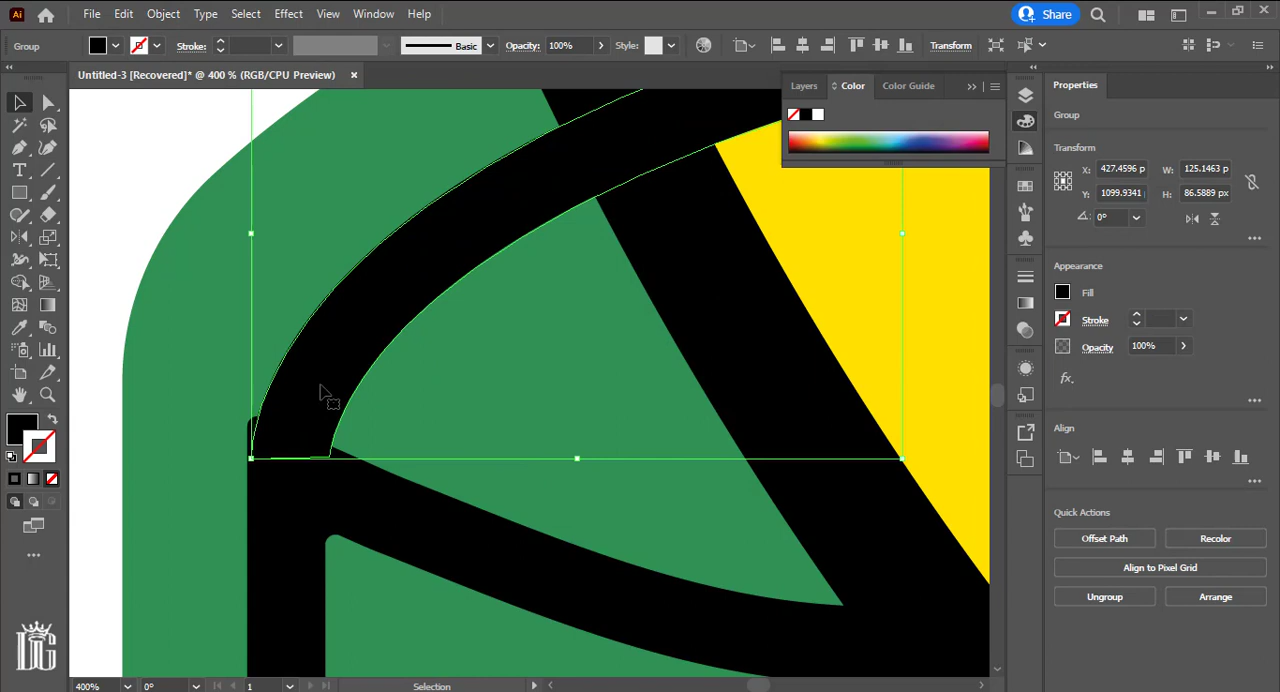 Ai File Edit Object Type Select Effect View Window Help Share
Group Stroke: Basic Opacity: 100% Style: Transform
Untitled-3 [Recovered]* @ 400 % (RGB/CPU Preview) ×
Layers Color Color Guide
Properties
Group
Transform
X: 427.4596 p W: 125.1463 p
Y: 1099.9341 H: 86.5889 px
0°
Appearance
Fill
Stroke
Opacity 100%
fx.
Align
Quick Actions
Offset Path Recolor
Align to Pixel Grid
Ungroup Arrange
T
DG
400% 0° 1 Selection